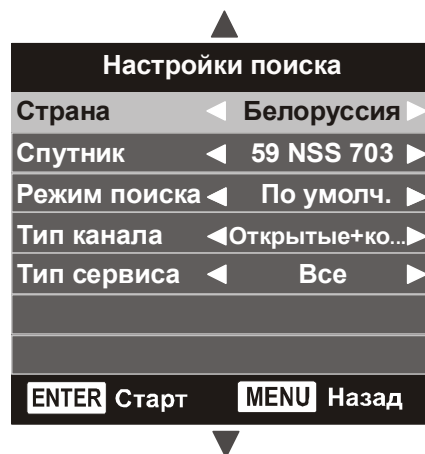 Настройки поиска
Страна Белоруссия
Спутник 59 NSS 703
Режим поиска По умолч.
Тип канала Открытые+ко...
Тип сервиса Все
ENTER Старт MENU Назад